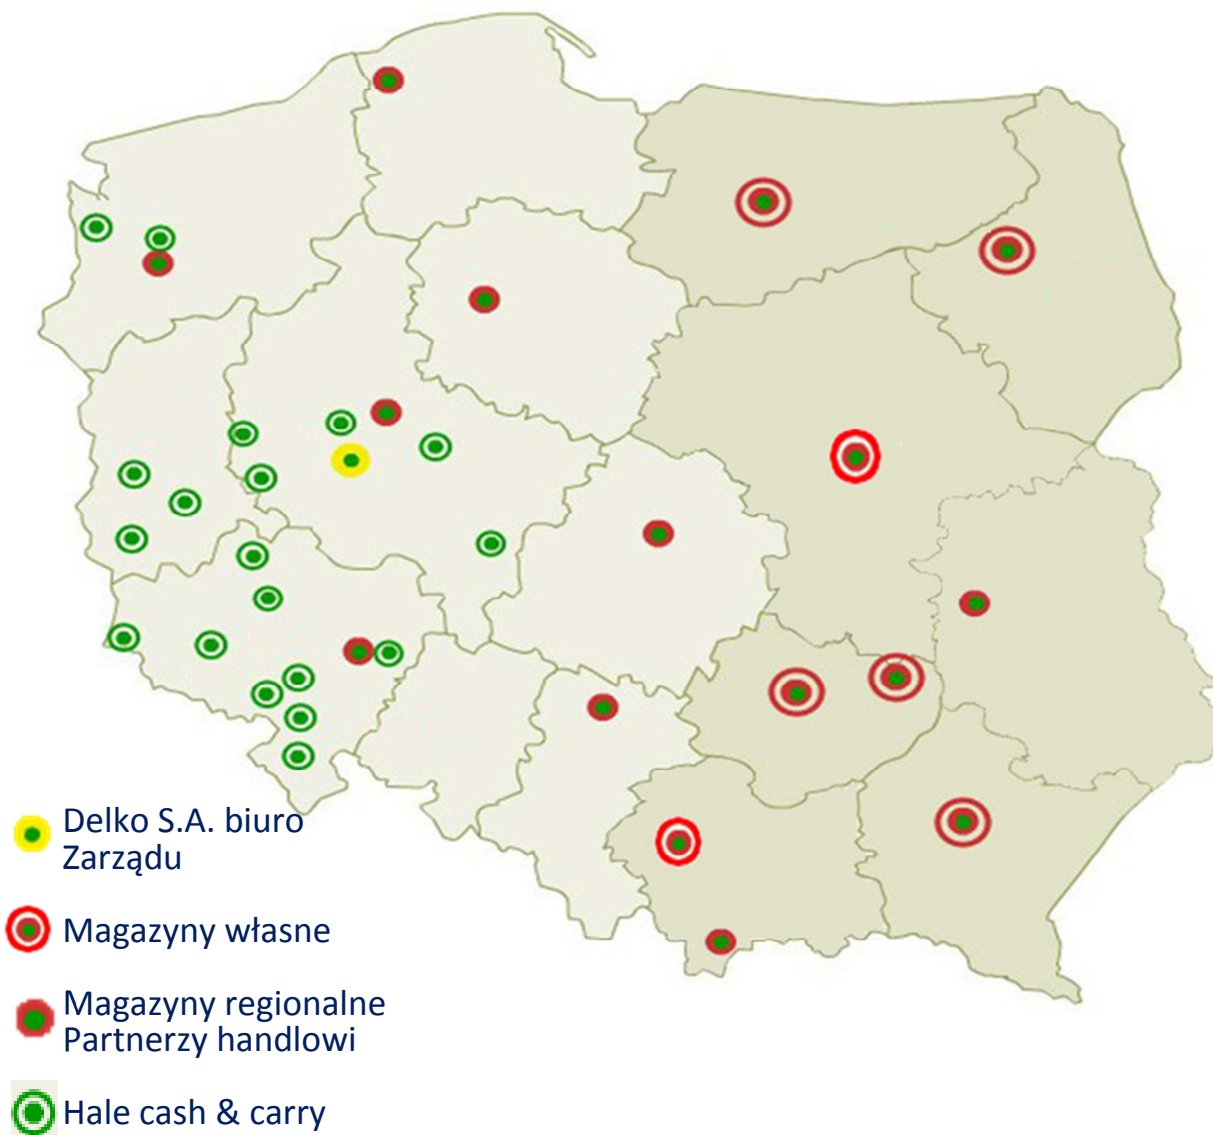 Delko S.A. biuro
Zarządu
Magazyny własne
Magazyny regionalne
Partnerzy handlowi
Hale cash & carry